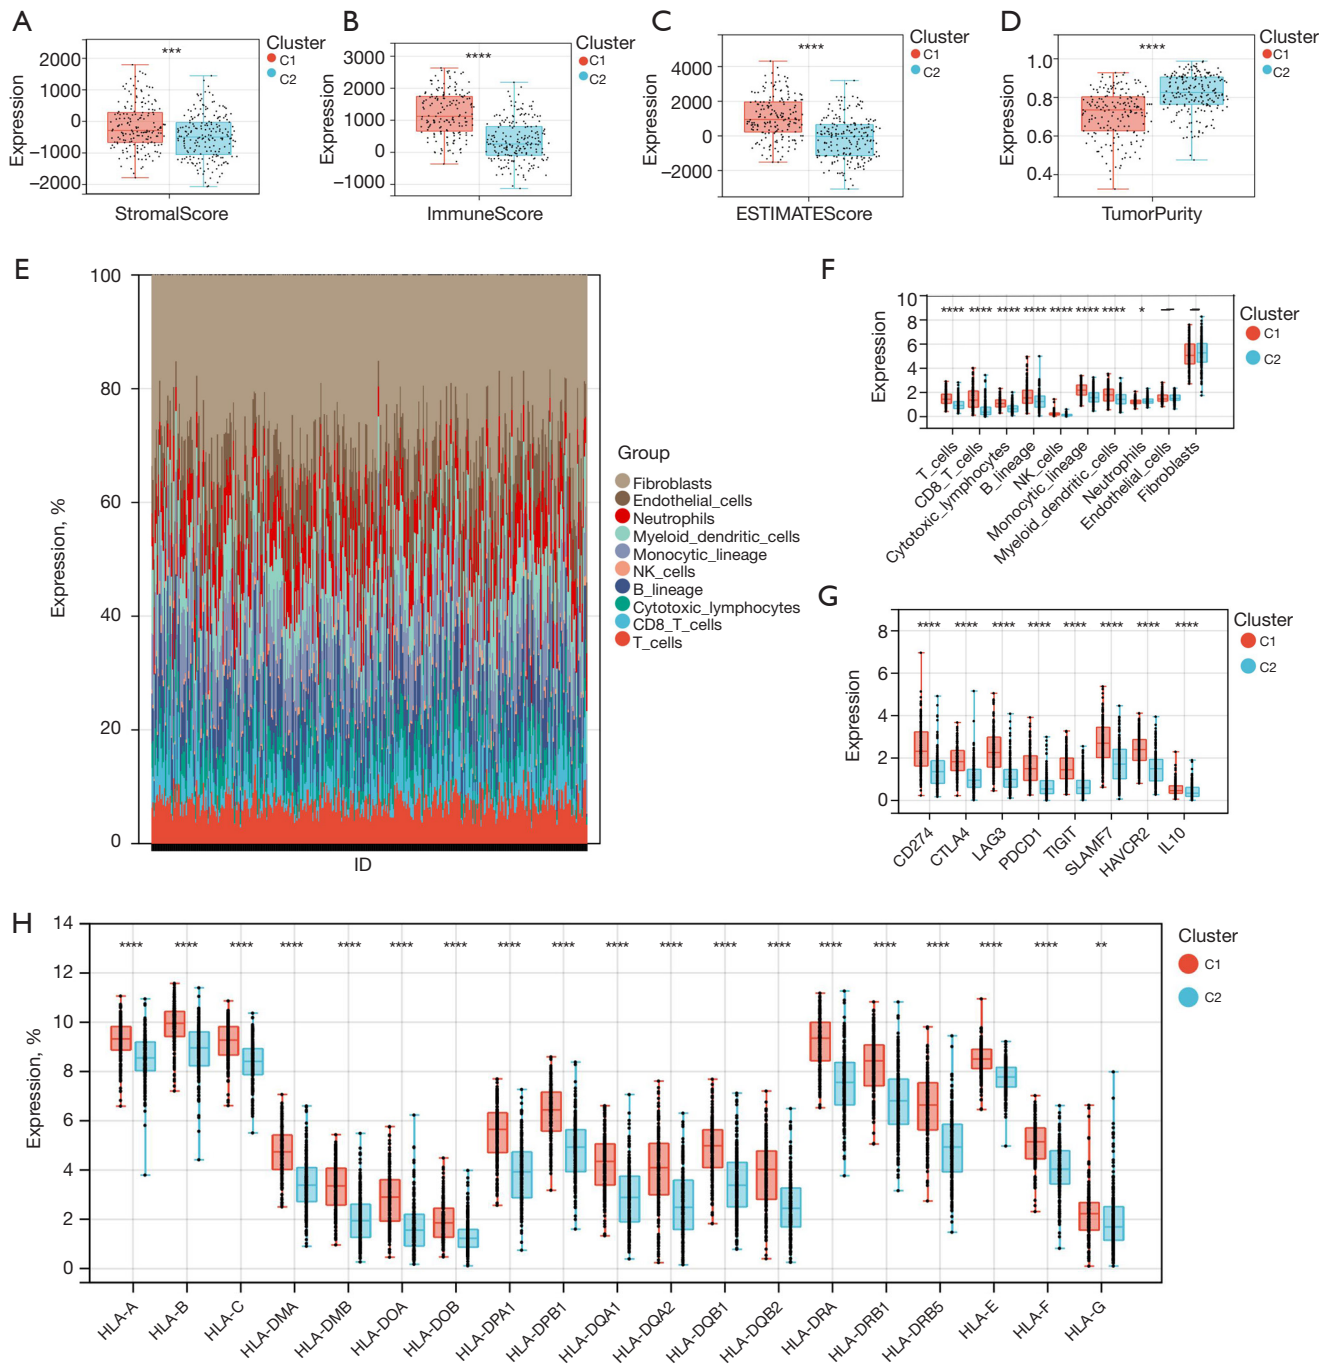 A
Expression
2000
1000
0
−1000
−2000
***
StromalScore
Cluster
C1
C2
B
Expression
3000
2000
1000
0
−1000
****
ImmuneScore
Cluster
C1
C2
C
Expression
4000
2000
0
−2000
****
ESTIMATEScore
Cluster
C1
C2
D
Expression
1.0
0.8
0.6
0.4
****
TumorPurity
Cluster
C1
C2
E
Expression, %
100
80
60
40
20
0
ID
Group
Fibroblasts
Endothelial_cells
Neutrophils
Myeloid_dendritic_cells
Monocytic_lineage
NK_cells
B_lineage
Cytotoxic_lymphocytes
CD8_T_cells
T_cells
F
Expression
10
8
6
4
2
0
**** **** **** **** **** **** **** *
T_cells
CD8_T_cells
Cytotoxic_lymphocytes
B_lineage
NK_cells
Monocytic_lineage
Myeloid_dendritic_cells
Neutrophils
Endothelial_cells
Fibroblasts
Cluster
C1
C2
G
Expression
8
6
4
2
0
**** **** **** **** **** **** **** ****
CD274
CTLA4
LAG3
PDCD1
TIGIT
SLAMF7
HAVCR2
IL10
Cluster
C1
C2
H
Expression, %
14
12
10
8
6
4
2
0
**** **** **** **** **** **** **** **** **** **** **** **** **** **** **** **** **** **** **
HLA-A
HLA-B
HLA-C
HLA-DMA
HLA-DMB
HLA-DOA
HLA-DOB
HLA-DPA1
HLA-DPB1
HLA-DQA1
HLA-DQA2
HLA-DQB1
HLA-DQB2
HLA-DRA
HLA-DRB1
HLA-DRB5
HLA-E
HLA-F
HLA-G
Cluster
C1
C2